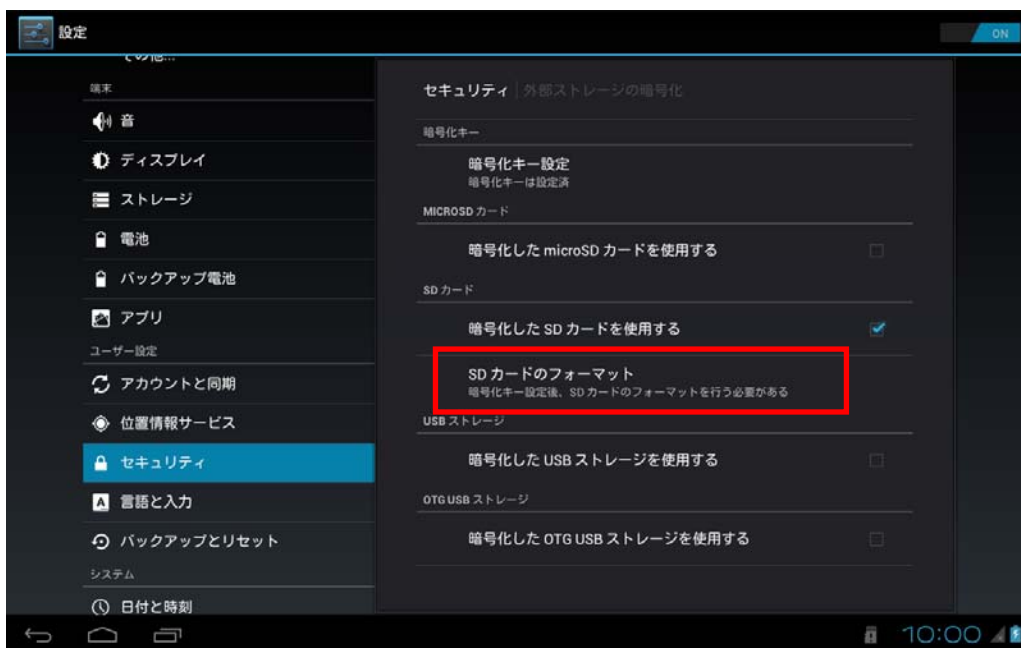 設定
ON
その他...
端末
音
ディスプレイ
ストレージ
電池
バックアップ電池
アプリ
ユーザー設定
アカウントと同期
位置情報サービス
セキュリティ
言語と入力
バックアップとリセット
システム
日付と時刻
セキュリティ 外部ストレージの暗号化
暗号化キー
暗号化キー設定
暗号化キーは設定済
MICROSD カード
暗号化した microSD カードを使用する
SD カード
暗号化した SD カードを使用する
SD カードのフォーマット
暗号化キー設定後、SD カードのフォーマットを行う必要がある
USB ストレージ
暗号化した USB ストレージを使用する
OTG USB ストレージ
暗号化した OTG USB ストレージを使用する
10:00